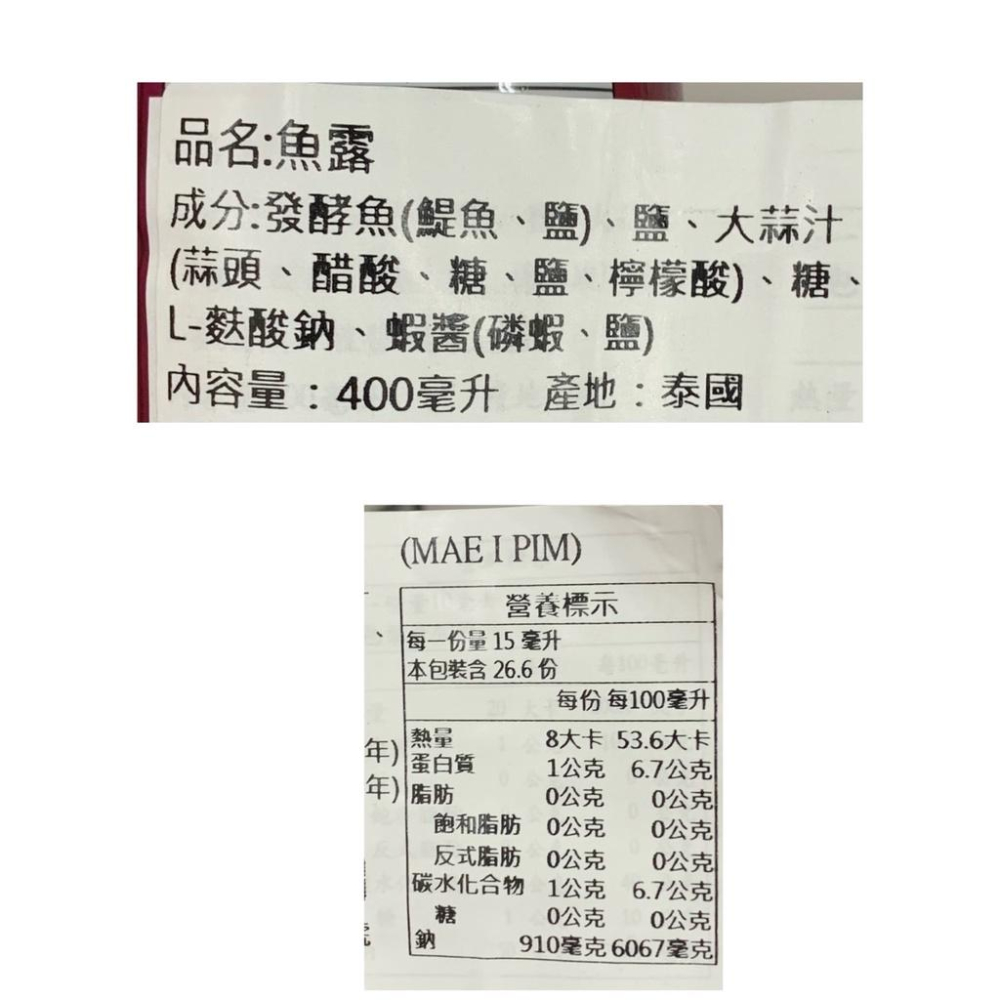 品名:魚露
成分:發酵魚(鯷魚、鹽)、鹽、大蒜汁
(蒜頭、醋酸、糖、鹽、檸檬酸)、糖、
L-麩酸鈉、蝦醬(磷蝦、鹽)
內容量：400毫升　產地：泰國
(MAE I PIM)
營養標示
每一份量 15 毫升
本包裝含 26.6 份
每份 每100毫升
熱量 8大卡 53.6大卡
蛋白質 1公克 6.7公克
脂肪 0公克 0公克
飽和脂肪 0公克 0公克
反式脂肪 0公克 0公克
碳水化合物 1公克 6.7公克
糖 0公克 0公克
鈉 910毫克 6067毫克
年)
年)